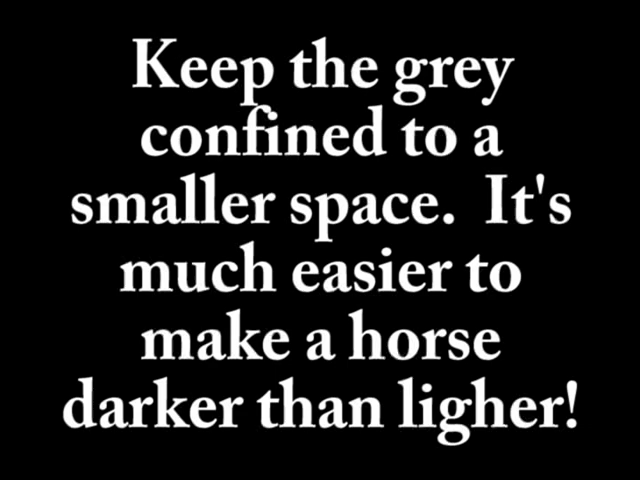 Keep the grey
confined to a
smaller space.  It's
much easier to
make a horse
darker than ligher!